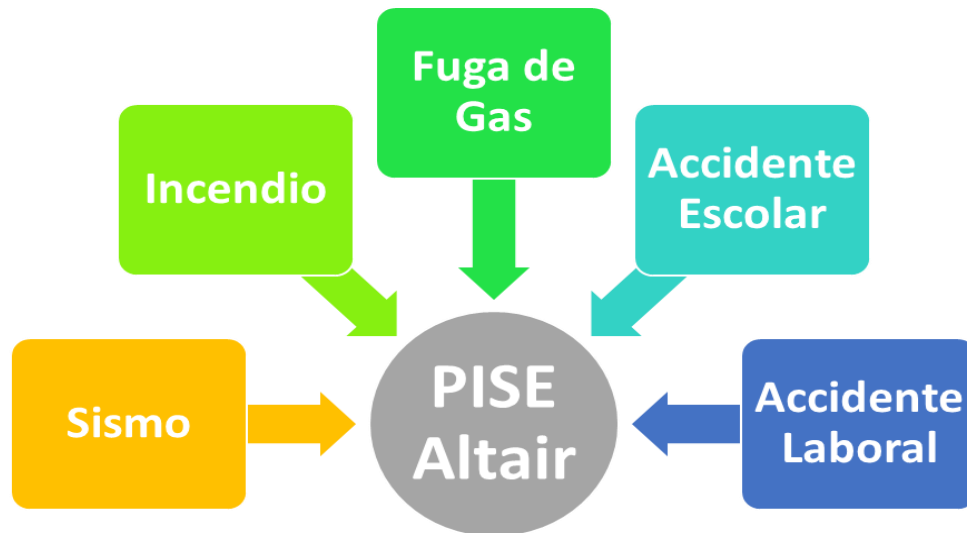 Fuga de
Gas
Incendio
Accidente
Escolar
Sismo
PISE
Altair
Accidente
Laboral